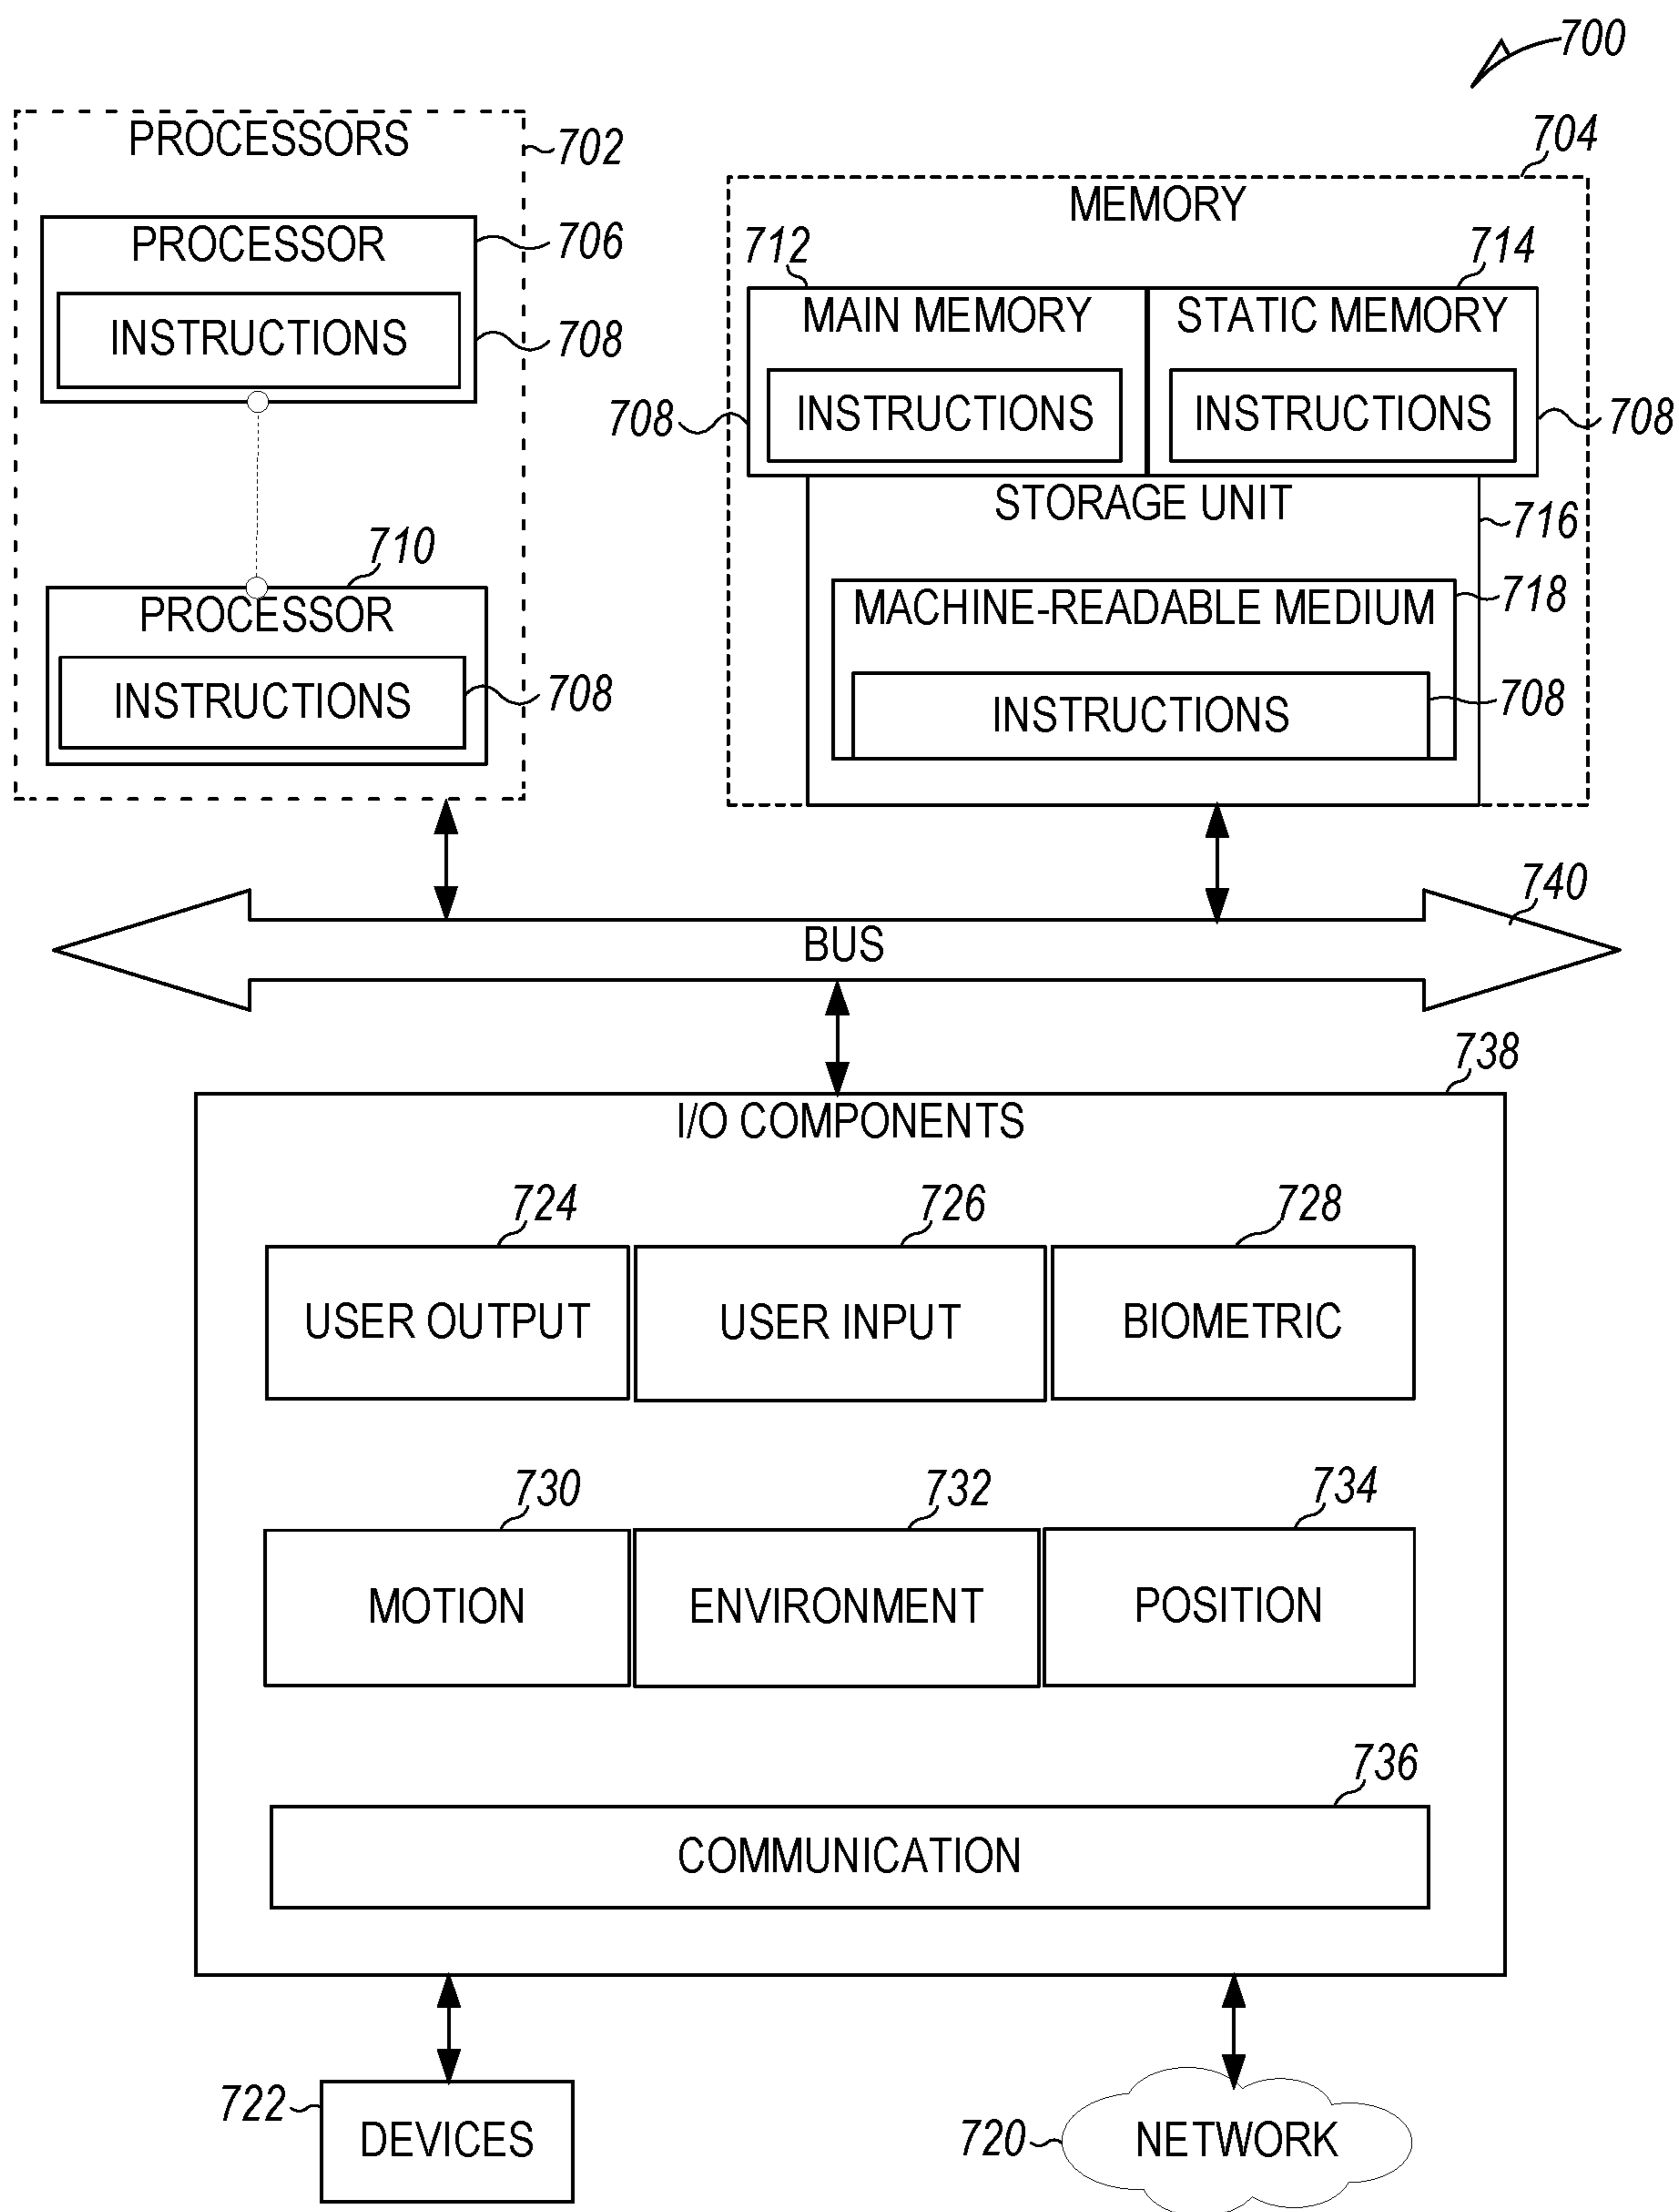 700
PROCESSORS
702
704
MEMORY
PROCESSOR
706
712
714
INSTRUCTIONS
708
MAIN MEMORY
STATIC MEMORY
708
INSTRUCTIONS
INSTRUCTIONS
708
STORAGE UNIT
716
710
PROCESSOR
MACHINE-READABLE MEDIUM
718
INSTRUCTIONS
708
INSTRUCTIONS
708
740
BUS
738
I/O COMPONENTS
724
726
728
USER OUTPUT
USER INPUT
BIOMETRIC
730
732
734
MOTION
ENVIRONMENT
POSITION
736
COMMUNICATION
722
DEVICES
720
NETWORK